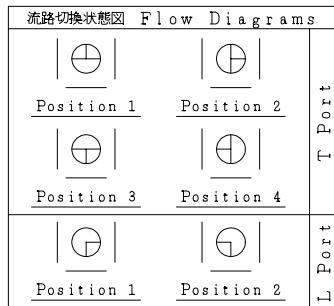 流路切換状態図 Flow Diagrams
Position 1
Position 2
Position 3
Position 4
T Port
Position 1
Position 2
L Port